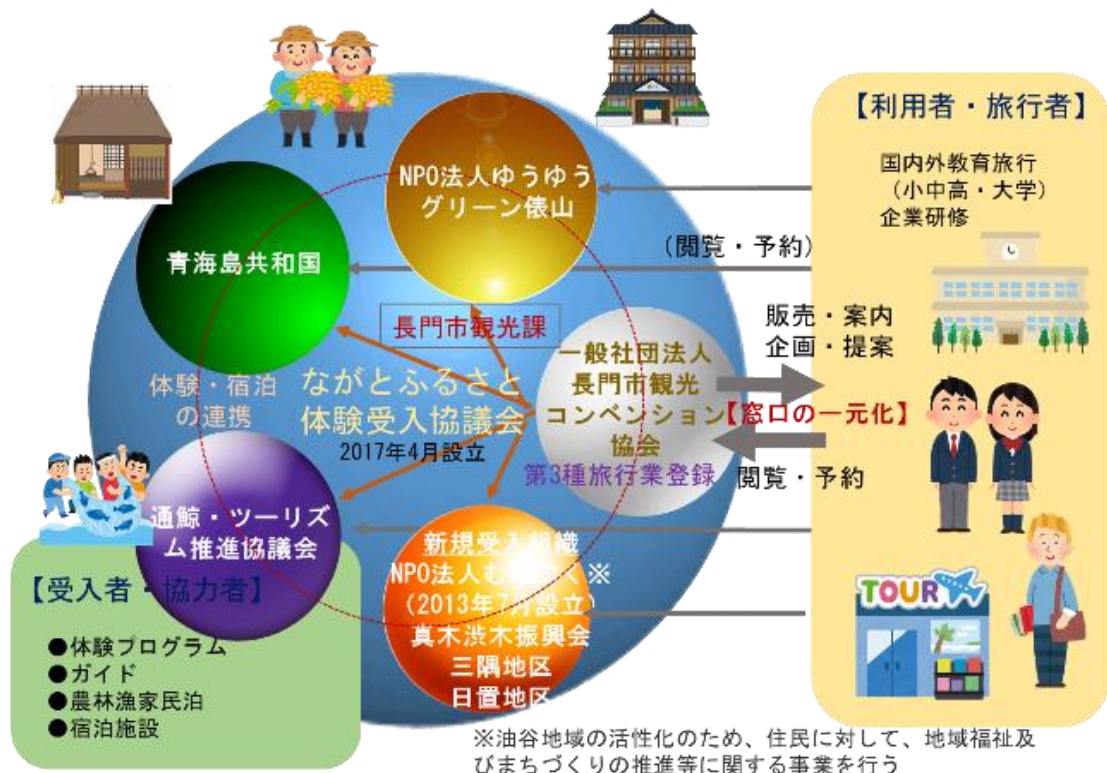 NPO法人ゆうゆう
グリーン俵山
青海島共和国
長門市観光課
体験・宿泊
の連携
ながとふるさと
体験受入協議会
2017年4月設立
一般社団法人
長門市観光
コンベンション
協会
第3種旅行業登録
通鯨・ツーリズ
ム推進協議会
新規受入組織
NPO法人む
く※
(2013年7月設立)
真木渋木振興会
三隅地区
日置地区
【受入者・協力者】
●体験プログラム
●ガイド
●農林漁家民泊
●宿泊施設
(閲覧・予約)
販売・案内
企画・提案
【窓口の一元化】
閲覧・予約
【利用者・旅行者】
国内外教育旅行
(小中高・大学)
企業研修
TOUR
※油谷地域の活性化のため、住民に対して、地域福祉及
びまちづくりの推進等に関する事業を行う